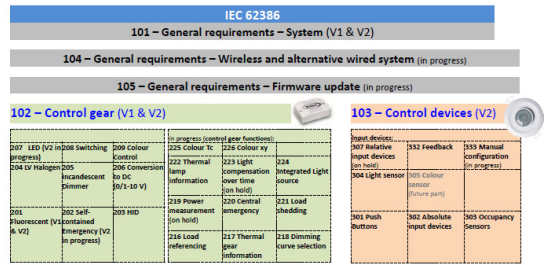 IEC 62386
101 – General requirements – System (V1 & V2)
104 – General requirements – Wireless and alternative wired system (in progress)
105 – General requirements – Firmware update (in progress)
102 – Control gear (V1 & V2)
207 LED (V2 in progress)
208 Switching
209 Colour Control
204 LV Halogen
205 Incandescent Dimmer
206 Conversion to DC (0/1-10 V)
201 Fluorescent (V1 & V2)
202 Self-contained Emergency (V2 in progress)
203 HID
in progress (control gear functions):
225 Colour Tc
226 Colour xy
222 Thermal lamp information
223 Light compensation over time (on hold)
224 Integrated Light source
219 Power measurement (on hold)
220 Central emergency
221 Load shedding
216 Load referencing
217 Thermal gear information
218 Dimming curve selection
103 – Control devices (V2)
Input devices:
307 Relative input devices (on hold)
332 Feedback
333 Manual configuration (in progress)
304 Light sensor
305 Colour sensor (future part)
301 Push Buttons
302 Absolute input devices
303 Occupancy Sensors